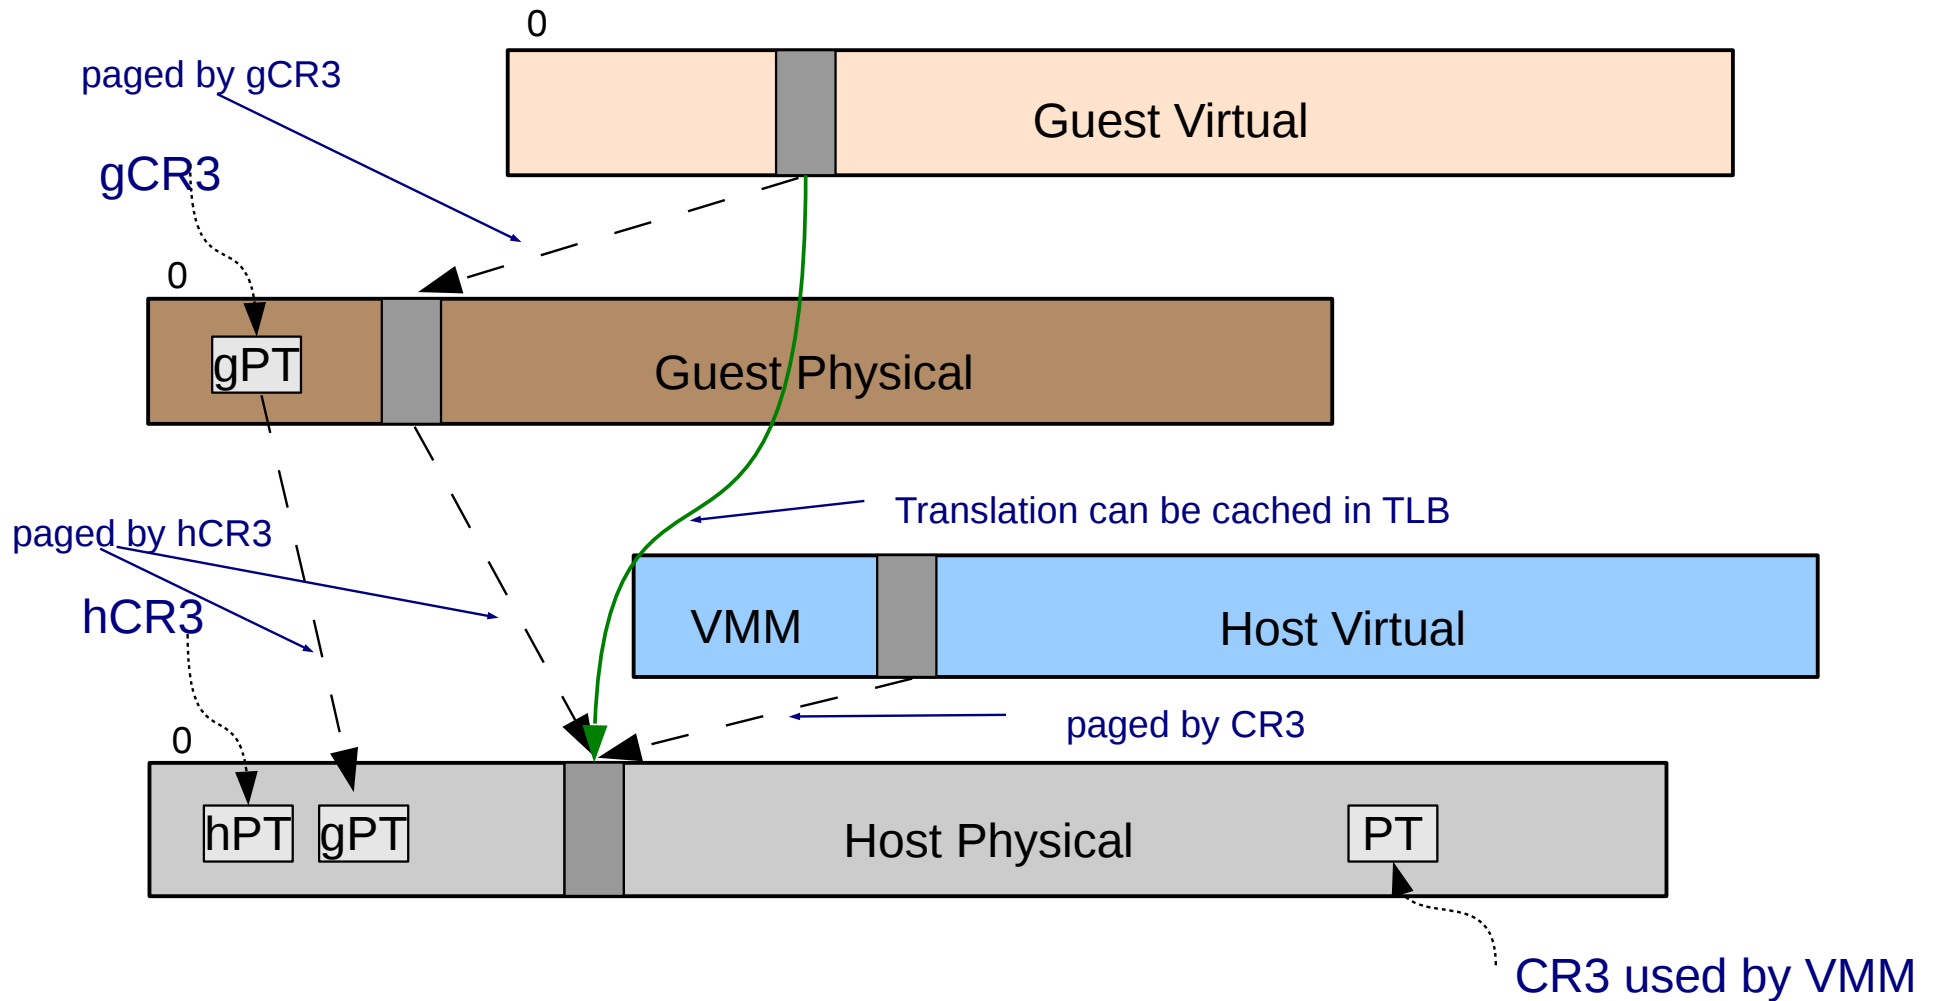 0
paged by gCR3
Guest Virtual
gCR3
0
gPT
Guest Physical
Translation can be cached in TLB
paged by hCR3
hCR3
VMM
Host Virtual
paged by CR3
0
hPT
gPT
Host Physical
PT
CR3 used by VMM